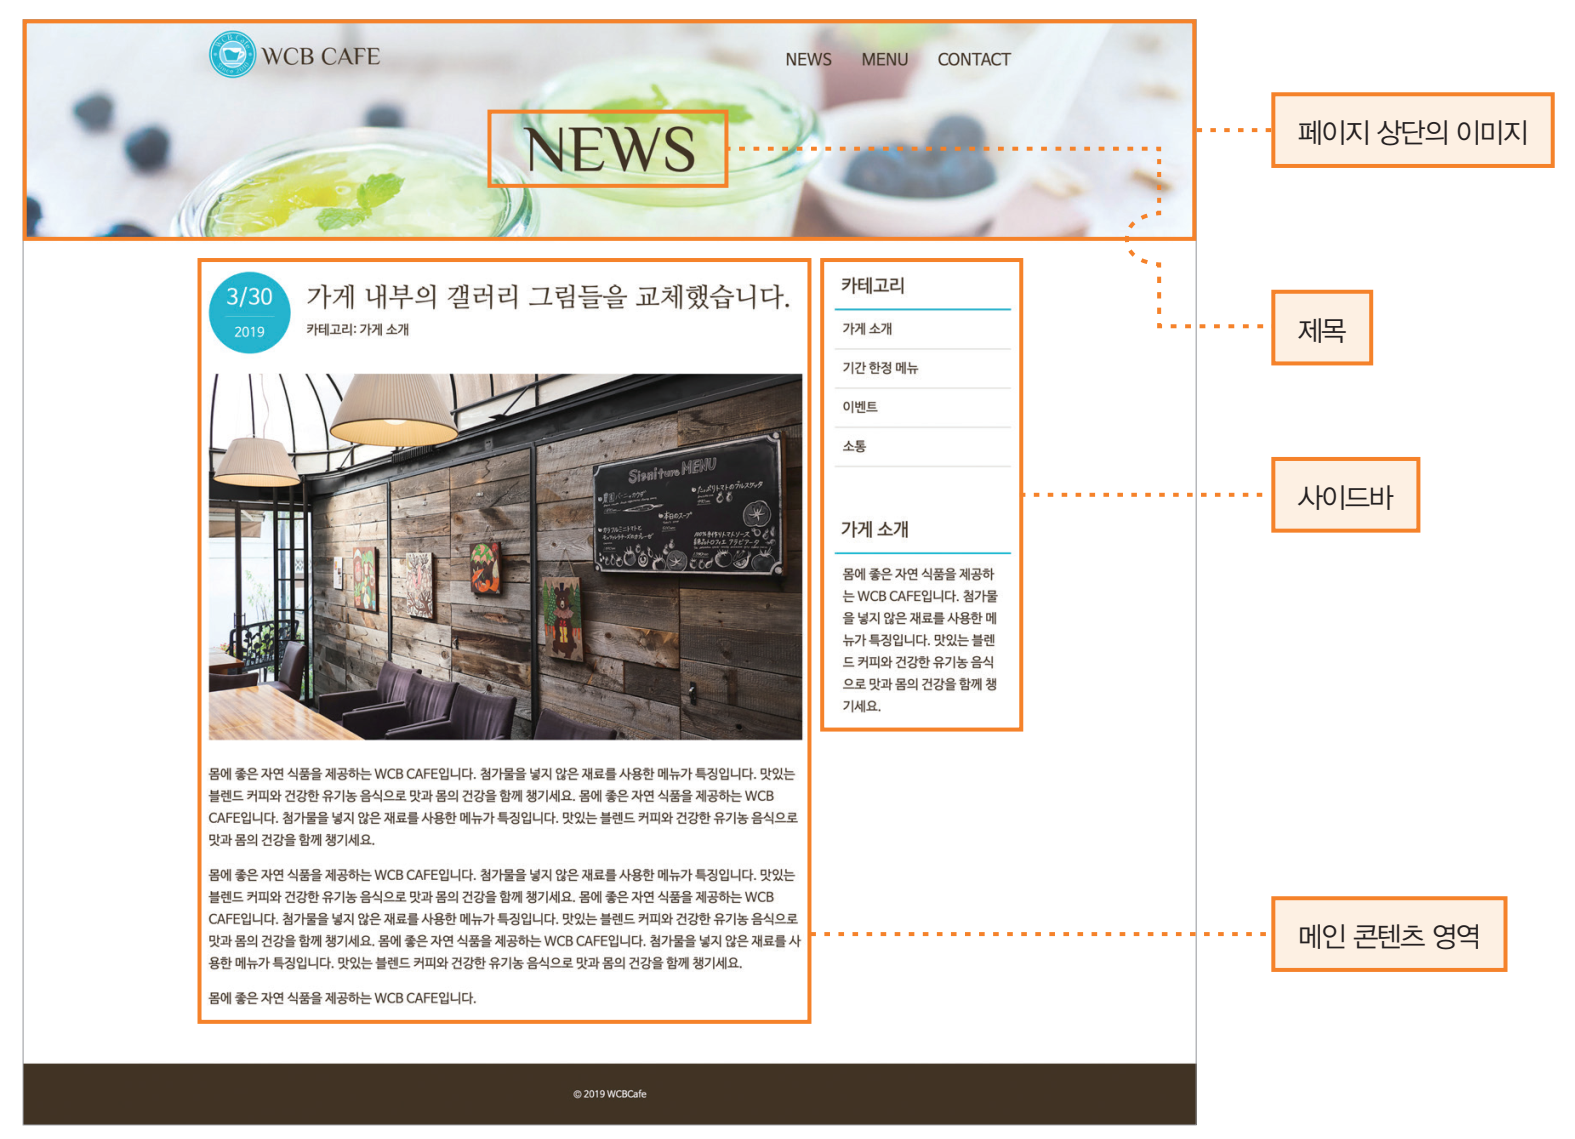 WCB CAFE
NEWS MENU CONTACT
NEWS
페이지 상단의 이미지
제목
3/30
2019
가게 내부의 갤러리 그림들을 교체했습니다.
카테고리: 가게 소개
Signiture MENU
몸에 좋은 자연 식품을 제공하는 WCB CAFE입니다. 첨가물을 넣지 않은 재료를 사용한 메뉴가 특징입니다. 맛있는
블렌드 커피와 건강한 유기농 음식으로 맛과 몸의 건강을 함께 챙기세요. 몸에 좋은 자연 식품을 제공하는 WCB
CAFE입니다. 첨가물을 넣지 않은 재료를 사용한 메뉴가 특징입니다. 맛있는 블렌드 커피와 건강한 유기농 음식으로
맛과 몸의 건강을 함께 챙기세요.
몸에 좋은 자연 식품을 제공하는 WCB CAFE입니다. 첨가물을 넣지 않은 재료를 사용한 메뉴가 특징입니다. 맛있는
블렌드 커피와 건강한 유기농 음식으로 맛과 몸의 건강을 함께 챙기세요. 몸에 좋은 자연 식품을 제공하는 WCB
CAFE입니다. 첨가물을 넣지 않은 재료를 사용한 메뉴가 특징입니다. 맛있는 블렌드 커피와 건강한 유기농 음식으로
맛과 몸의 건강을 함께 챙기세요. 몸에 좋은 자연 식품을 제공하는 WCB CAFE입니다. 첨가물을 넣지 않은 재료를 사
용한 메뉴가 특징입니다. 맛있는 블렌드 커피와 건강한 유기농 음식으로 맛과 몸의 건강을 함께 챙기세요.
몸에 좋은 자연 식품을 제공하는 WCB CAFE입니다.
카테고리
가게 소개
기간 한정 메뉴
이벤트
소통
가게 소개
몸에 좋은 자연 식품을 제공하
는 WCB CAFE입니다. 첨가물
을 넣지 않은 재료를 사용한 메
뉴가 특징입니다. 맛있는 블렌
드 커피와 건강한 유기농 음식
으로 맛과 몸의 건강을 함께 챙
기세요.
사이드바
메인 콘텐츠 영역
© 2019 WCBCafe